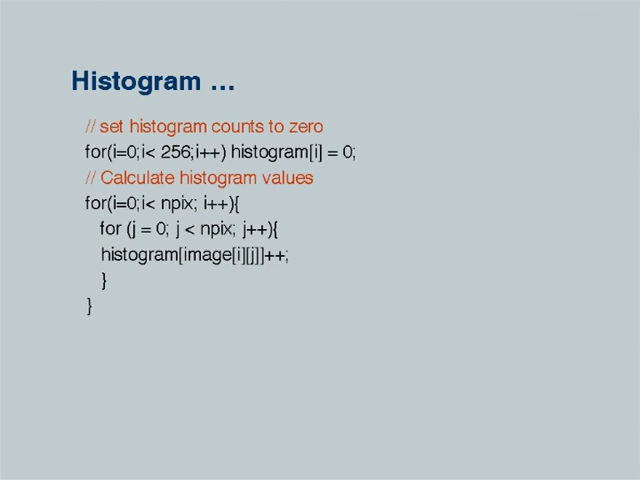 Histogram …
// set histogram counts to zero
for(i=0;i< 256;i++) histogram[i] = 0;
// Calculate histogram values
for(i=0;i< npix; i++){
for (j = 0; j < npix; j++){
histogram[image[i][j]]++;
}
}